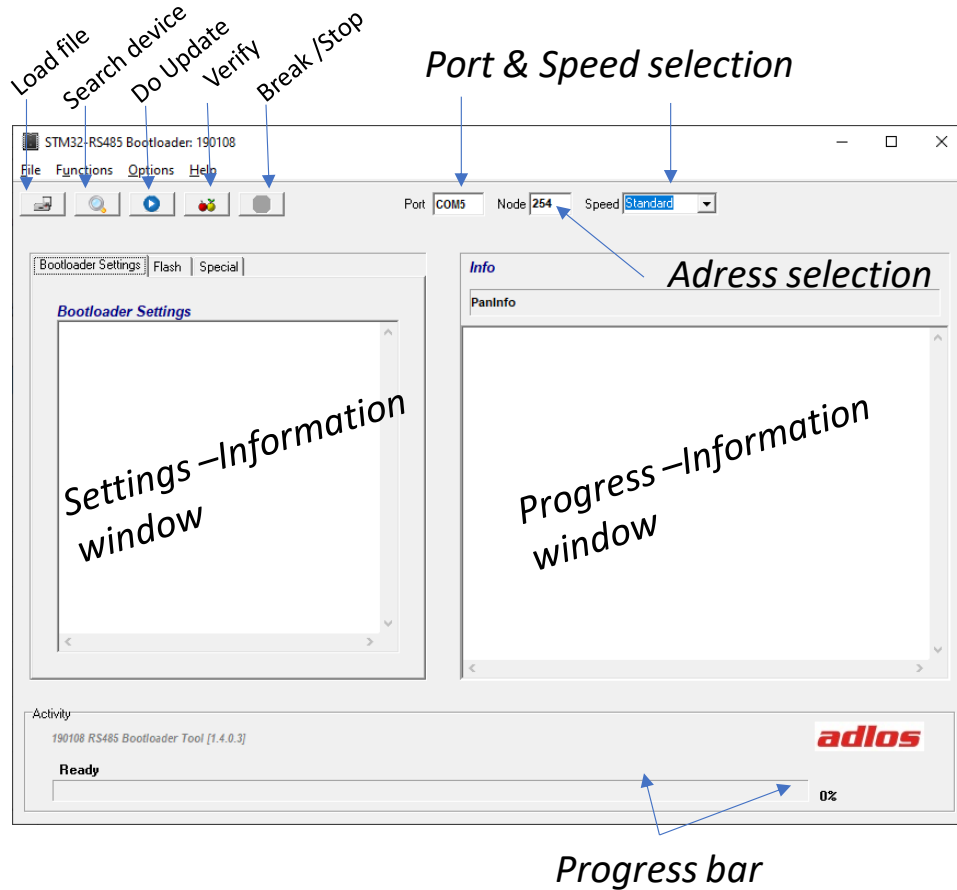 Load file
Search device
Do Update
Verify
Break /Stop
Port & Speed selection
STM32-RS485 Bootloader: 190108
File Functions Options Help
Port COM5 Node 254 Speed Standard
Adress selection
Bootloader Settings Flash Special
Info
PanInfo
Bootloader Settings
Settings –Information
window
Progress –Information
window
Activity
190108 RS485 Bootloader Tool [1.4.0.3]
adlos
Ready
0%
Progress bar